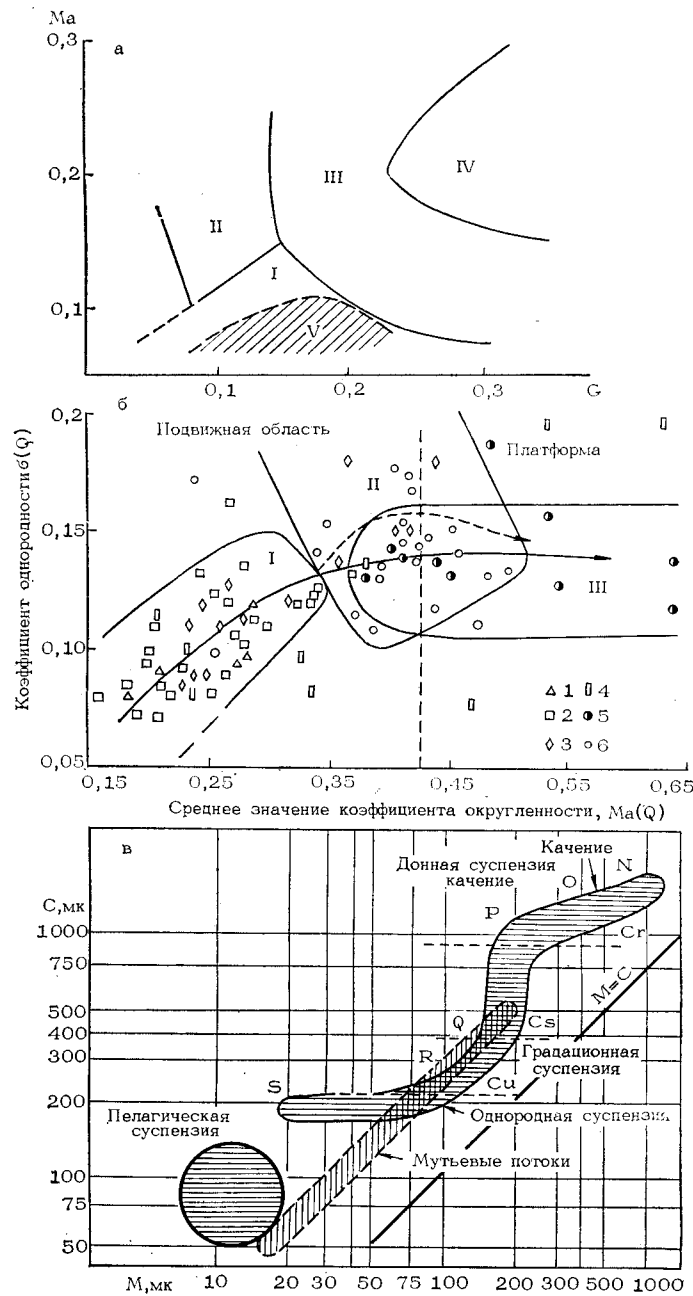 Ma
0,3
а
0,2
0,1
II
III
IV
I
V
0,1
0,2
0,3
G
Коэффициент однородности σ(Q)
0,2
0,15
0,10
0,05
б
Подвижная область
Платформа
I
II
III
1
2
3
4
5
6
0,15
0,25
0,35
0,45
0,55
0,65
Среднее значение коэффициента округленности, Ma(Q)
в
С,мк
1000
750
500
400
300
200
100
75
50
Качение
Донная суспензия
качение
N
O
P
Cr
M=C
Q
Cs
R
Градационная
суспензия
S
Cu
Однородная суспензия
Пелагическая
суспензия
Мутьевые потоки
М,мк
10
20
30
50
75
100
200
300
500
1000